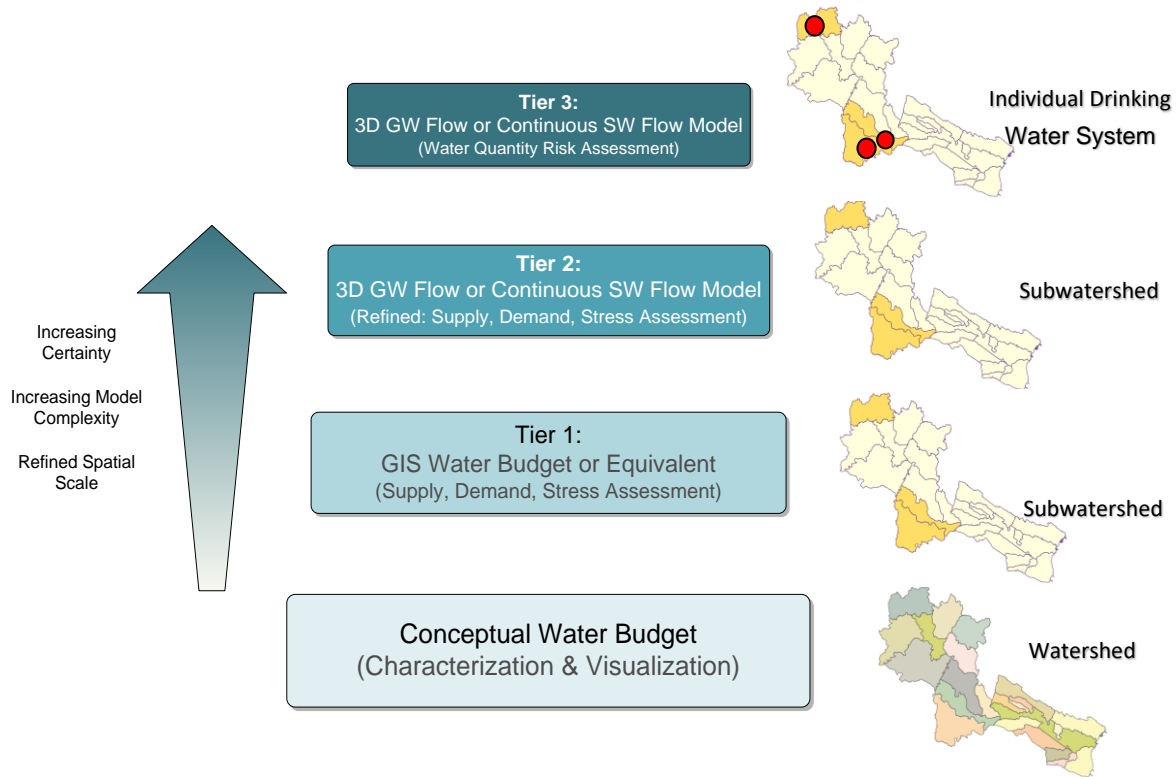 Tier 3:
3D GW Flow or Continuous SW Flow Model
(Water Quantity Risk Assessment)
Individual Drinking
Water System
Tier 2:
3D GW Flow or Continuous SW Flow Model
(Refined: Supply, Demand, Stress Assessment)
Subwatershed
Increasing
Certainty
Increasing Model
Complexity
Refined Spatial
Scale
Tier 1:
GIS Water Budget or Equivalent
(Supply, Demand, Stress Assessment)
Subwatershed
Conceptual Water Budget
(Characterization & Visualization)
Watershed